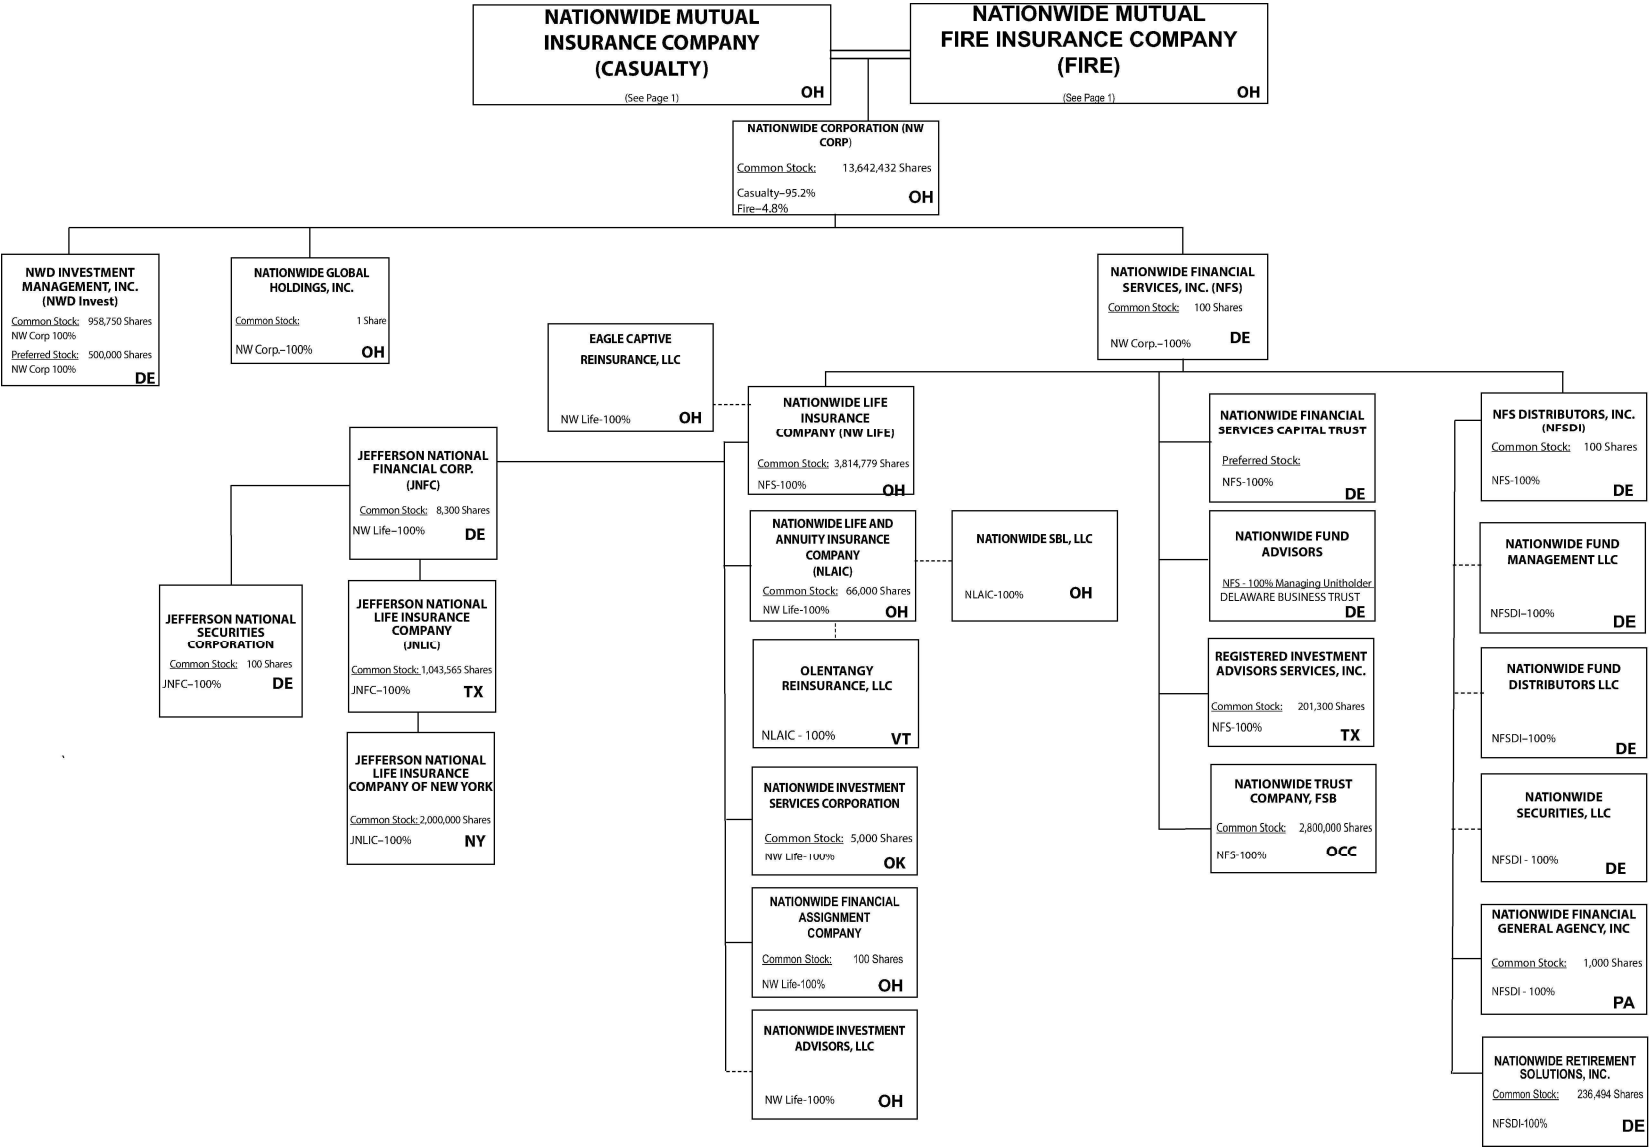 NATIONWIDE MUTUAL
INSURANCE COMPANY
(CASUALTY)
(See Page 1)
OH
NATIONWIDE MUTUAL
FIRE INSURANCE COMPANY
(FIRE)
(See Page 1)
OH
NATIONWIDE CORPORATION (NW
CORP)
Common Stock: 13,642,432 Shares
Casualty–95.2%
Fire–4.8%
OH
NWD INVESTMENT
MANAGEMENT, INC.
(NWD Invest)
Common Stock: 958,750 Shares
NW Corp 100%
Preferred Stock: 500,000 Shares
NW Corp 100%
DE
NATIONWIDE GLOBAL
HOLDINGS, INC.
Common Stock: 1 Share
NW Corp.–100%
OH
NATIONWIDE FINANCIAL
SERVICES, INC. (NFS)
Common Stock: 100 Shares
NW Corp.–100%
DE
EAGLE CAPTIVE
REINSURANCE, LLC
NW Life-100%
OH
NATIONWIDE LIFE
INSURANCE
COMPANY (NW LIFE)
Common Stock: 3,814,779 Shares
NFS-100%
OH
JEFFERSON NATIONAL
FINANCIAL CORP.
(JNFC)
Common Stock: 8,300 Shares
NW Life–100%
DE
JEFFERSON NATIONAL
SECURITIES
CORPORATION
Common Stock: 100 Shares
JNFC–100%
DE
JEFFERSON NATIONAL
LIFE INSURANCE
COMPANY
(JNLIC)
Common Stock: 1,043,565 Shares
JNFC–100%
TX
JEFFERSON NATIONAL
LIFE INSURANCE
COMPANY OF NEW YORK
Common Stock: 2,000,000 Shares
JNLIC–100%
NY
NATIONWIDE LIFE AND
ANNUITY INSURANCE
COMPANY
(NLAIC)
Common Stock: 66,000 Shares
NW Life-100%
OH
NATIONWIDE SBL, LLC
NLAIC-100%
OH
OLENTANGY
REINSURANCE, LLC
NLAIC - 100%
VT
NATIONWIDE INVESTMENT
SERVICES CORPORATION
Common Stock: 5,000 Shares
NW Life-100%
OK
NATIONWIDE FINANCIAL
ASSIGNMENT
COMPANY
Common Stock: 100 Shares
NW Life-100%
OH
NATIONWIDE INVESTMENT
ADVISORS, LLC
NW Life-100%
OH
NATIONWIDE FINANCIAL
SERVICES CAPITAL TRUST
Preferred Stock:
NFS-100%
DE
NATIONWIDE FUND
ADVISORS
NFS - 100% Managing Unitholder
DELAWARE BUSINESS TRUST
DE
REGISTERED INVESTMENT
ADVISORS SERVICES, INC.
Common Stock: 201,300 Shares
NFS-100%
TX
NATIONWIDE TRUST
COMPANY, FSB
Common Stock: 2,800,000 Shares
NFS-100%
OCC
NFS DISTRIBUTORS, INC.
(NFSDI)
Common Stock: 100 Shares
NFS-100%
DE
NATIONWIDE FUND
MANAGEMENT LLC
NFSDI–100%
DE
NATIONWIDE FUND
DISTRIBUTORS LLC
NFSDI–100%
DE
NATIONWIDE
SECURITIES, LLC
NFSDI - 100%
DE
NATIONWIDE FINANCIAL
GENERAL AGENCY, INC
Common Stock: 1,000 Shares
NFSDI - 100%
PA
NATIONWIDE RETIREMENT
SOLUTIONS, INC.
Common Stock: 236,494 Shares
NFSDI-100%
DE